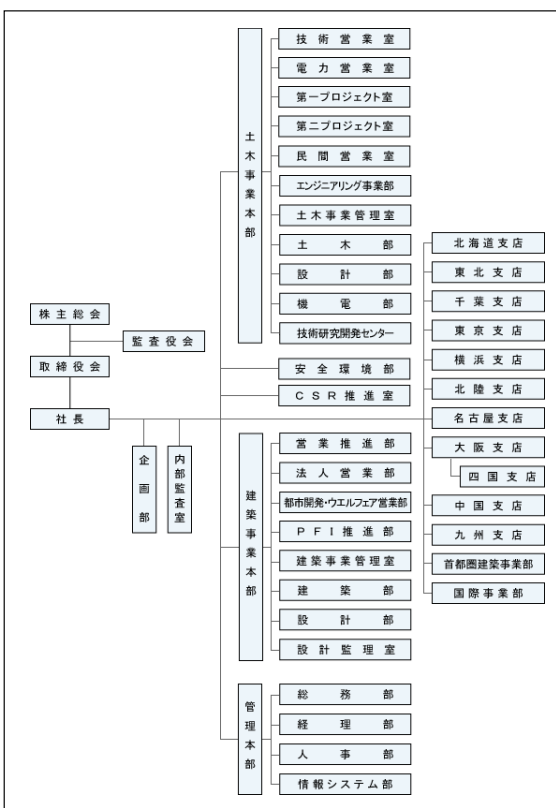 株主総会
監査役会
取締役会
社長
企画部
内部監査室
土木事業本部
技術営業室
電力営業室
第一プロジェクト室
第二プロジェクト室
民間営業室
エンジニアリング事業部
土木事業管理室
土木部
設計部
機電部
技術研究開発センター
安全環境部
CSR推進室
建築事業本部
営業推進部
法人営業部
都市開発・ウエルフェア営業部
PFI推進部
建築事業管理室
建築部
設計部
設計監理室
管理本部
総務部
経理部
人事部
情報システム部
北海道支店
東北支店
千葉支店
東京支店
横浜支店
北陸支店
名古屋支店
大阪支店
四国支店
中国支店
九州支店
首都圏建築事業部
国際事業部